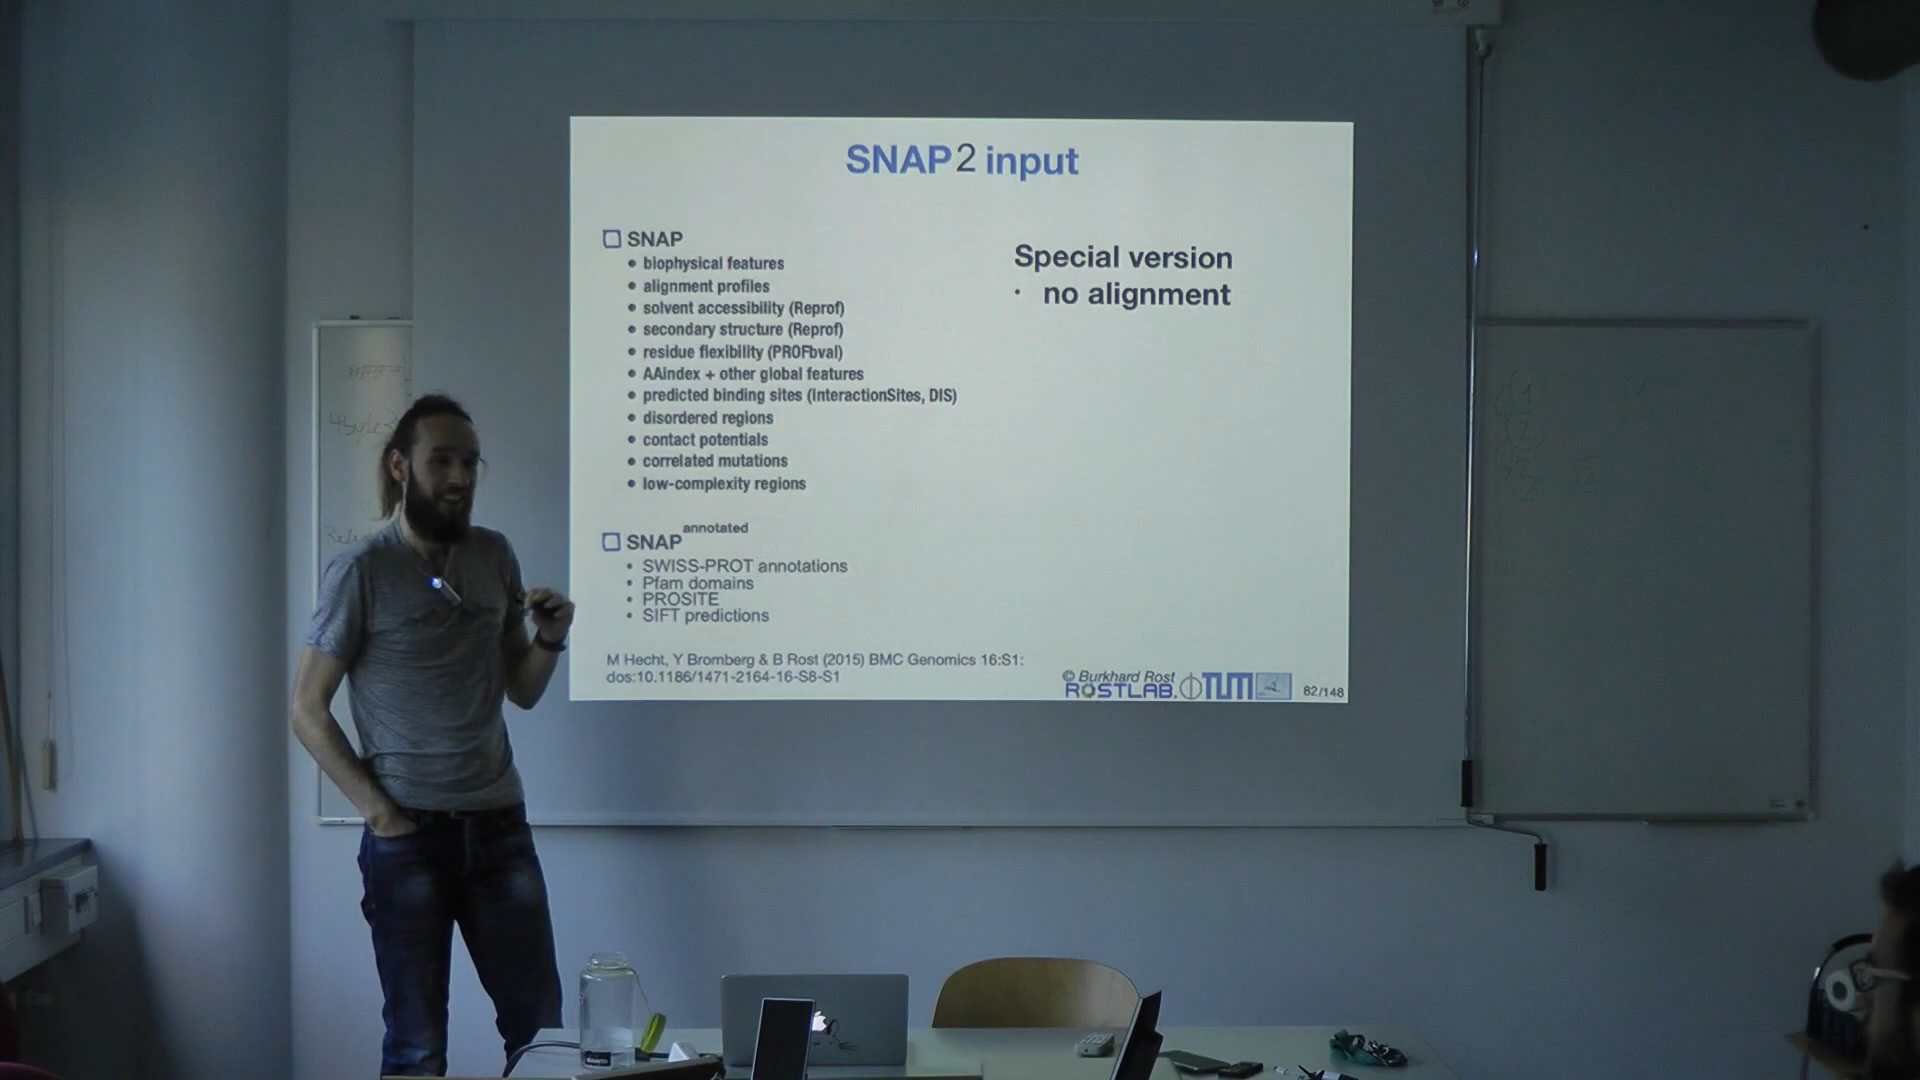 SNAP2 input
SNAP
• biophysical features
• alignment profiles
• solvent accessibility (Reprof)
• secondary structure (Reprof)
• residue flexibility (PROFbval)
• AAindex + other global features
• predicted binding sites (InteractionSites, DIS)
• disordered regions
• contact potentials
• correlated mutations
• low-complexity regions
SNAP annotated
• SWISS-PROT annotations
• Pfam domains
• PROSITE
• SIFT predictions
Special version
• no alignment
M Hecht, Y Bromberg & B Rost (2015) BMC Genomics 16:S1:
dos:10.1186/1471-2164-16-S8-S1
© Burkhard Rost
ROSTLAB. TUM
82/148